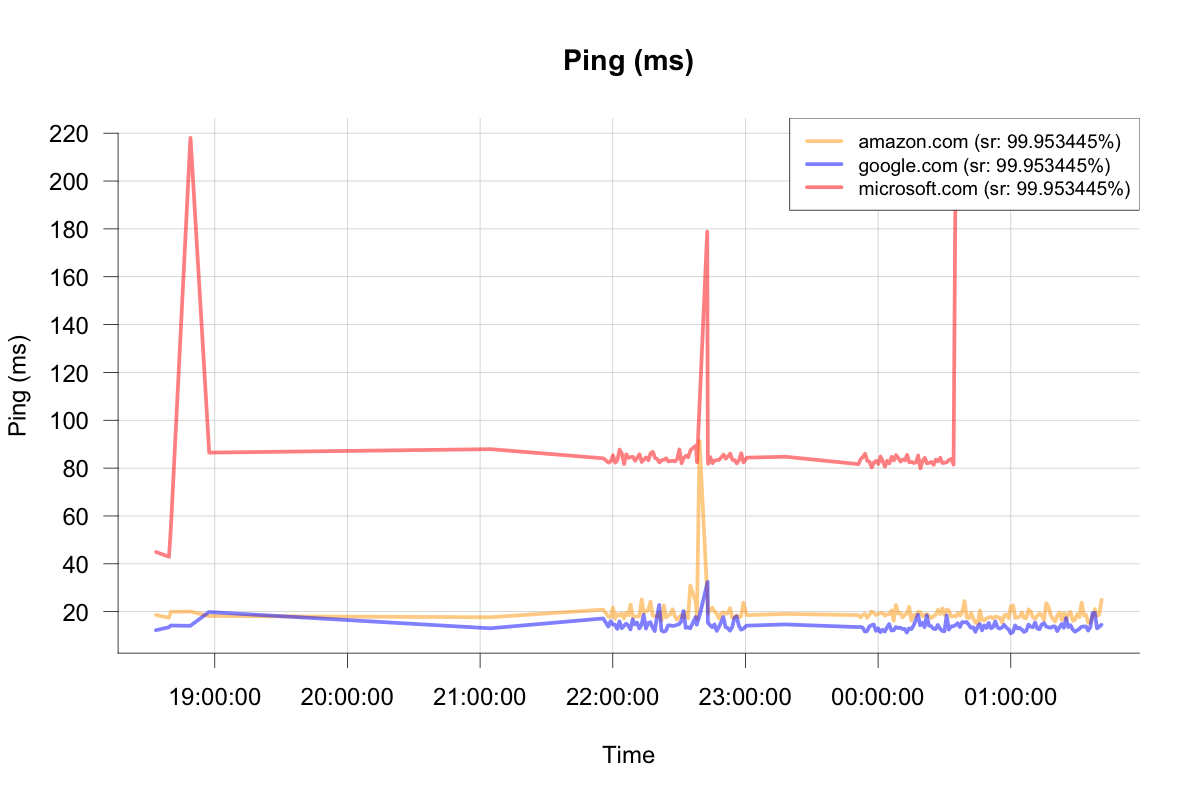 Ping (ms)
amazon.com (sr: 99.953445%)
google.com (sr: 99.953445%)
microsoft.com (sr: 99.953445%)
Ping (ms)
220
200
180
160
140
120
100
80
60
40
20
19:00:00 20:00:00 21:00:00 22:00:00 23:00:00 00:00:00 01:00:00
Time